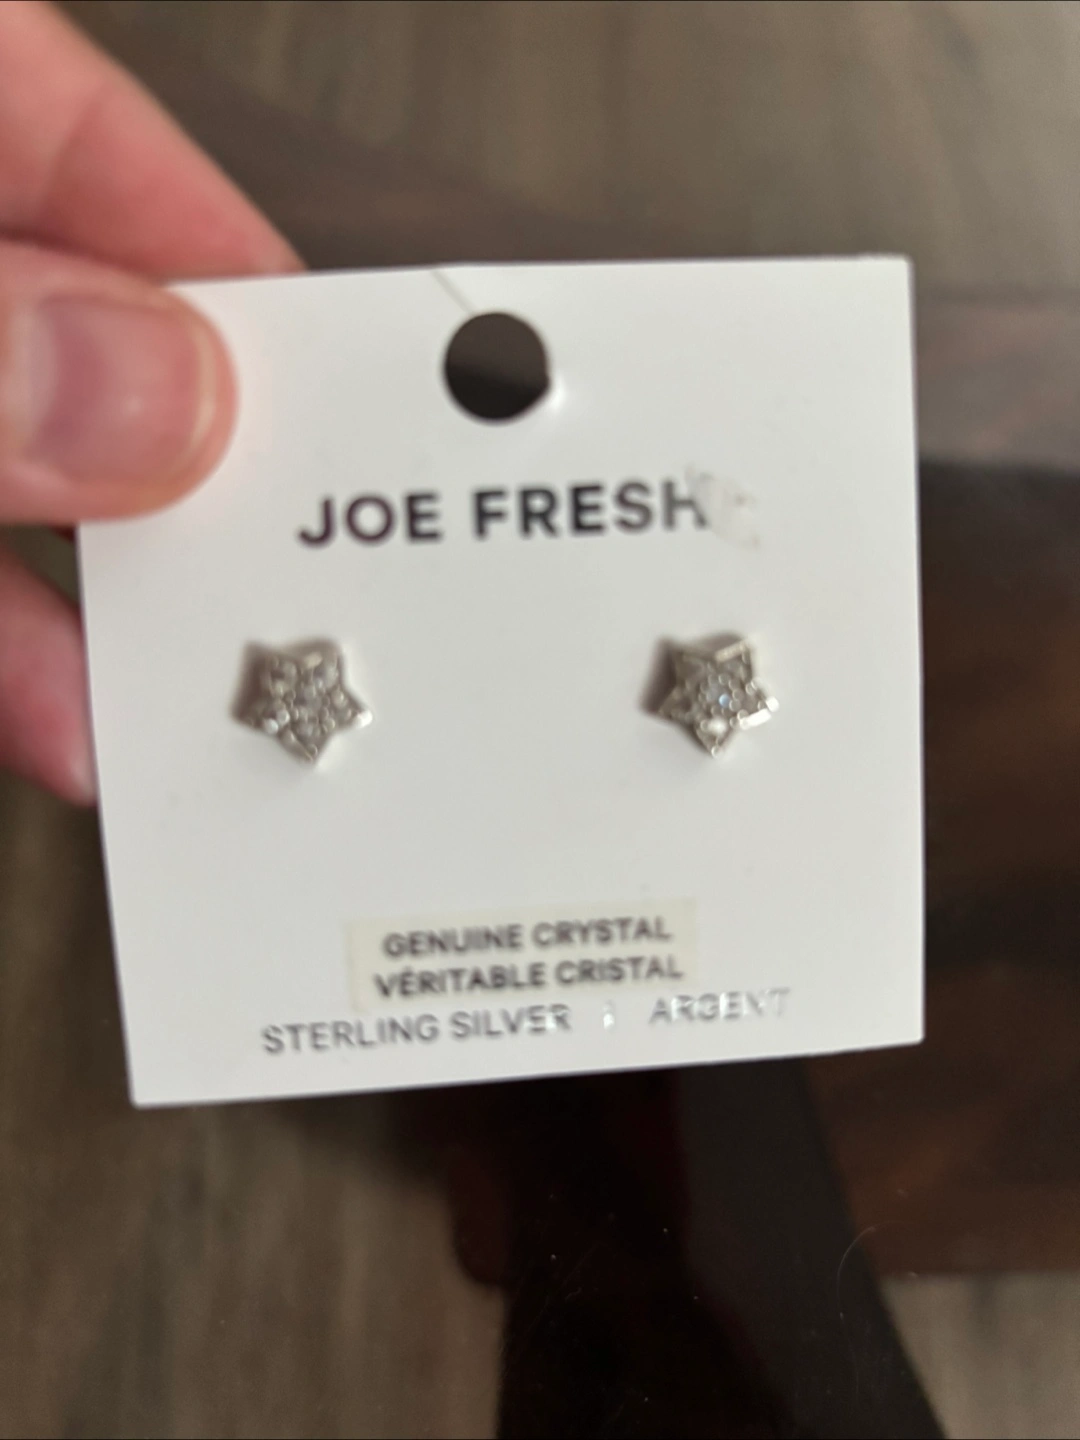 JOE FRESH
GENUINE CRYSTAL
VÉRITABLE CRISTAL
STERLING SILVER | ARGENT